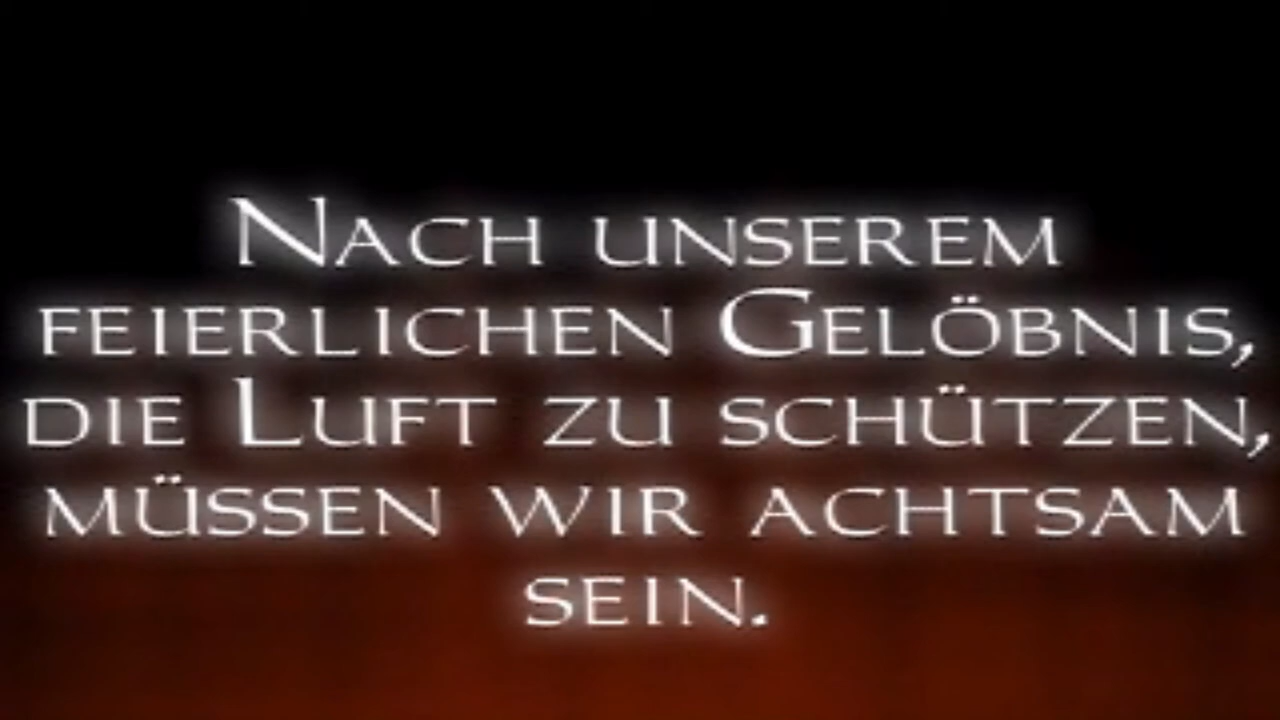 Nach unserem
feierlichen Gelöbnis,
die Luft zu schützen,
müssen wir achtsam
sein.